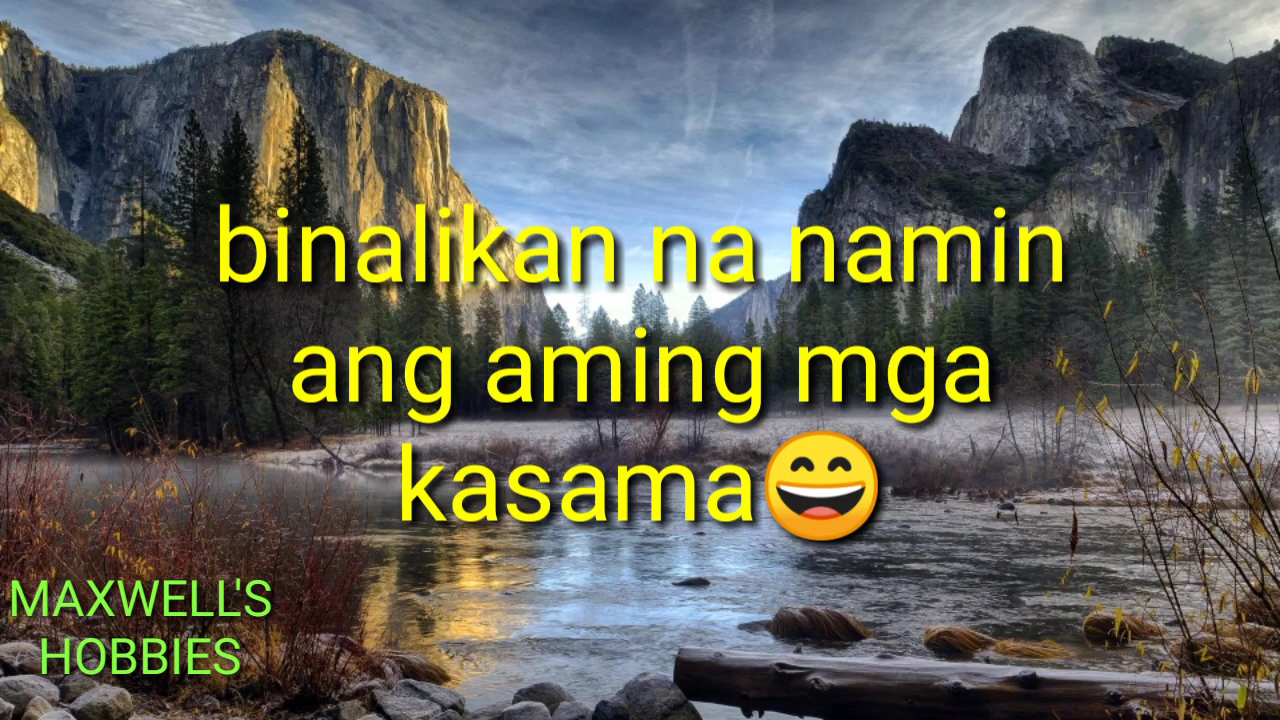 binalikan na namin
ang aming mga
kasama😄
MAXWELL'S
HOBBIES